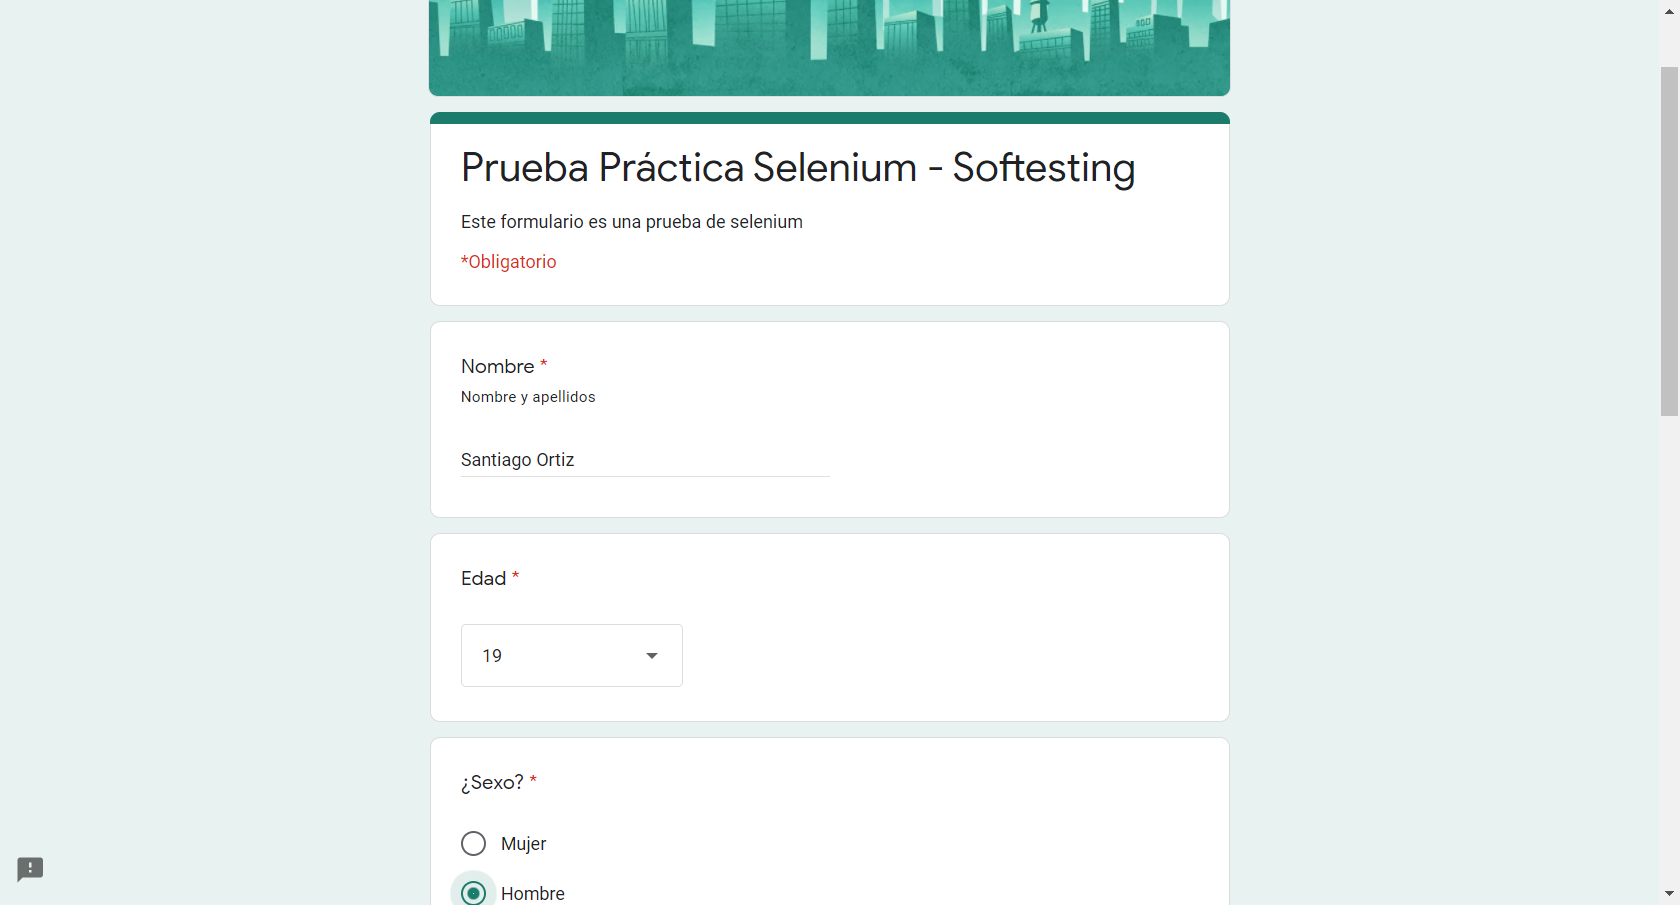 Prueba Práctica Selenium - Softesting
Este formulario es una prueba de selenium
*Obligatorio
Nombre *
Nombre y apellidos
Santiago Ortiz
Edad *
19
¿Sexo? *
Mujer
Hombre